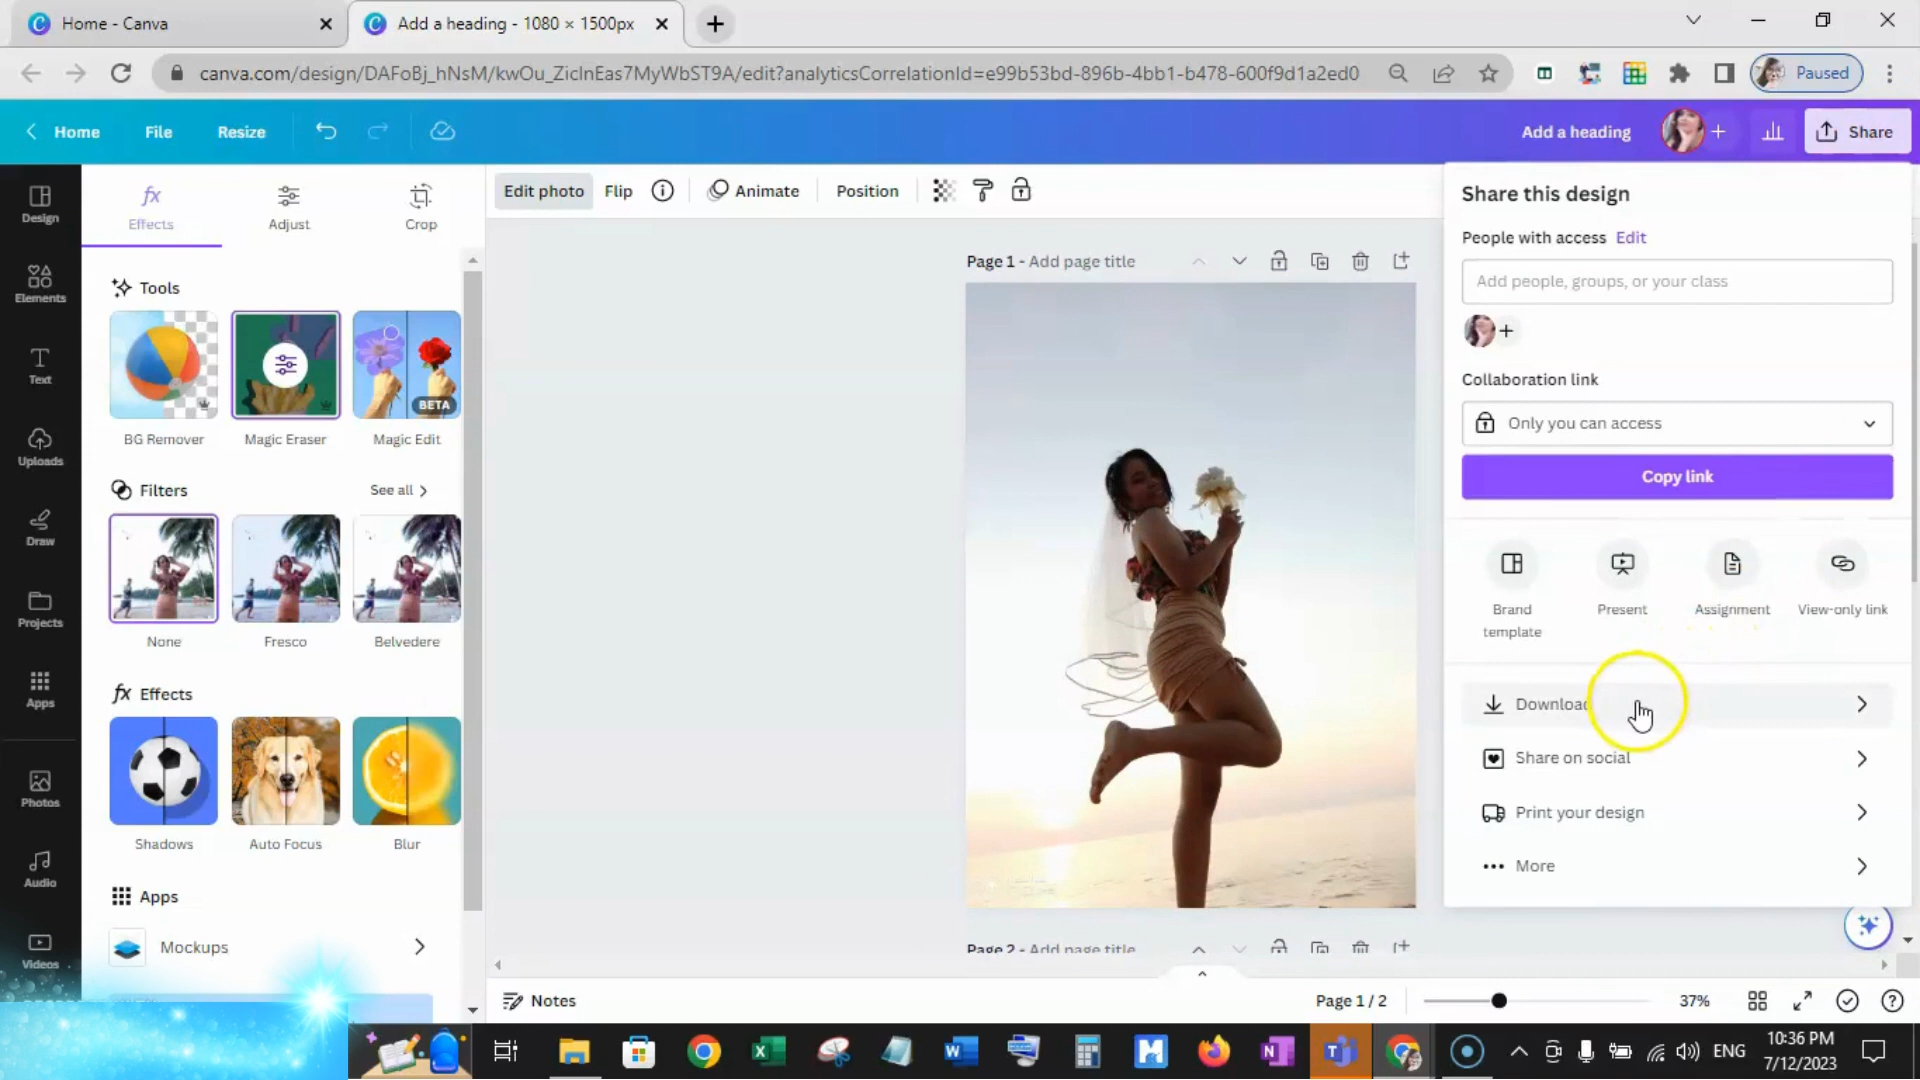 Home - Canva
Add a heading - 1080 × 1500px
canva.com/design/DAFoBj_hNsM/kwOu_ZicInEas7MyWbST9A/edit?analyticsCorrelationId=e99b53bd-896b-4bb1-b478-600f9d1a2ed0
Paused
Home
File
Resize
Add a heading
Share
Design
Elements
Text
Uploads
Draw
Projects
Apps
Photos
Audio
Videos
Effects
Adjust
Crop
Tools
BETA
BG Remover
Magic Eraser
Magic Edit
Filters
See all
None
Fresco
Belvedere
fx Effects
Shadows
Auto Focus
Blur
Apps
Mockups
Edit photo
Flip
Animate
Position
Page 1 - Add page title
Page 2 - Add page title
Share this design
People with access Edit
Add people, groups, or your class
Collaboration link
Only you can access
Copy link
Brand template
Present
Assignment
View-only link
Download
Share on social
Print your design
More
Notes
Page 1 / 2
37%
ENG
10:36 PM
7/12/2023